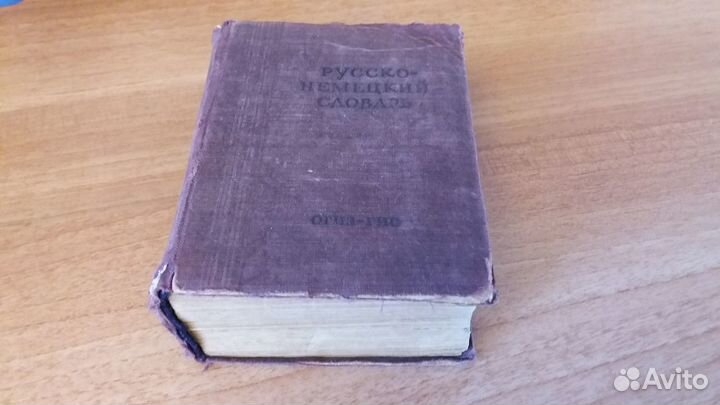 РУССКО-
НЕМЕЦКИЙ
СЛОВАРЬ
ОГИЗ-ГИС
Avito